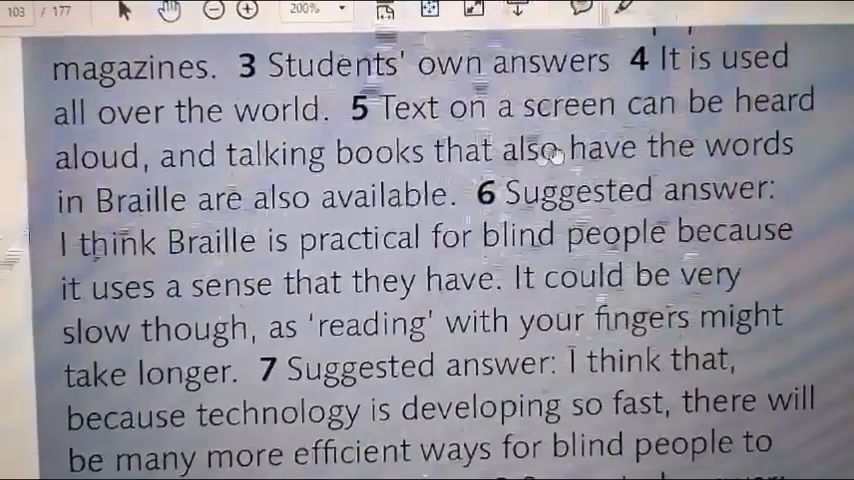 103 / 177 200%
magazines. 3 Students' own answers 4 It is used
all over the world. 5 Text on a screen can be heard
aloud, and talking books that also have the words
in Braille are also available. 6 Suggested answer:
I think Braille is practical for blind people because
it uses a sense that they have. It could be very
slow though, as 'reading' with your fingers might
take longer. 7 Suggested answer: I think that,
because technology is developing so fast, there will
be many more efficient ways for blind people to